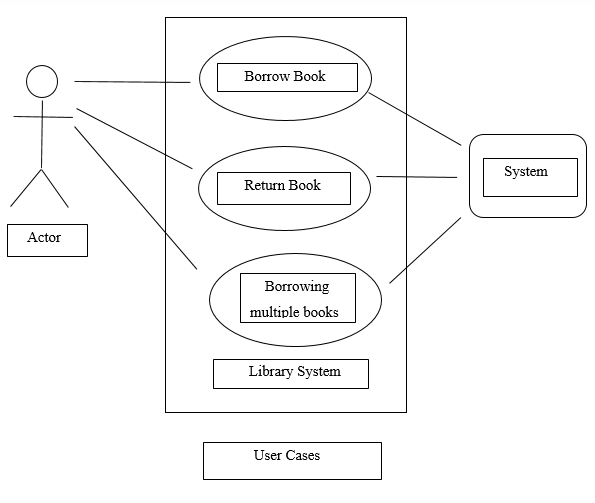 Borrow Book
Return Book
System
Actor
Borrowing
multiple books
Library System
User Cases